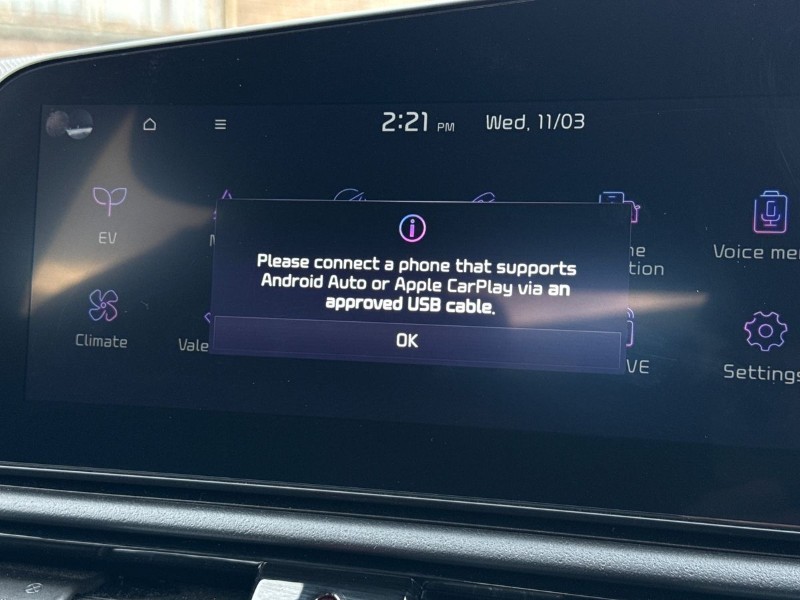 2:21 PM Wed, 11/03
EV
Voice me
tion
Please connect a phone that supports
Android Auto or Apple CarPlay via an
approved USB cable.
OK
Climate
Vale
VE
Settings